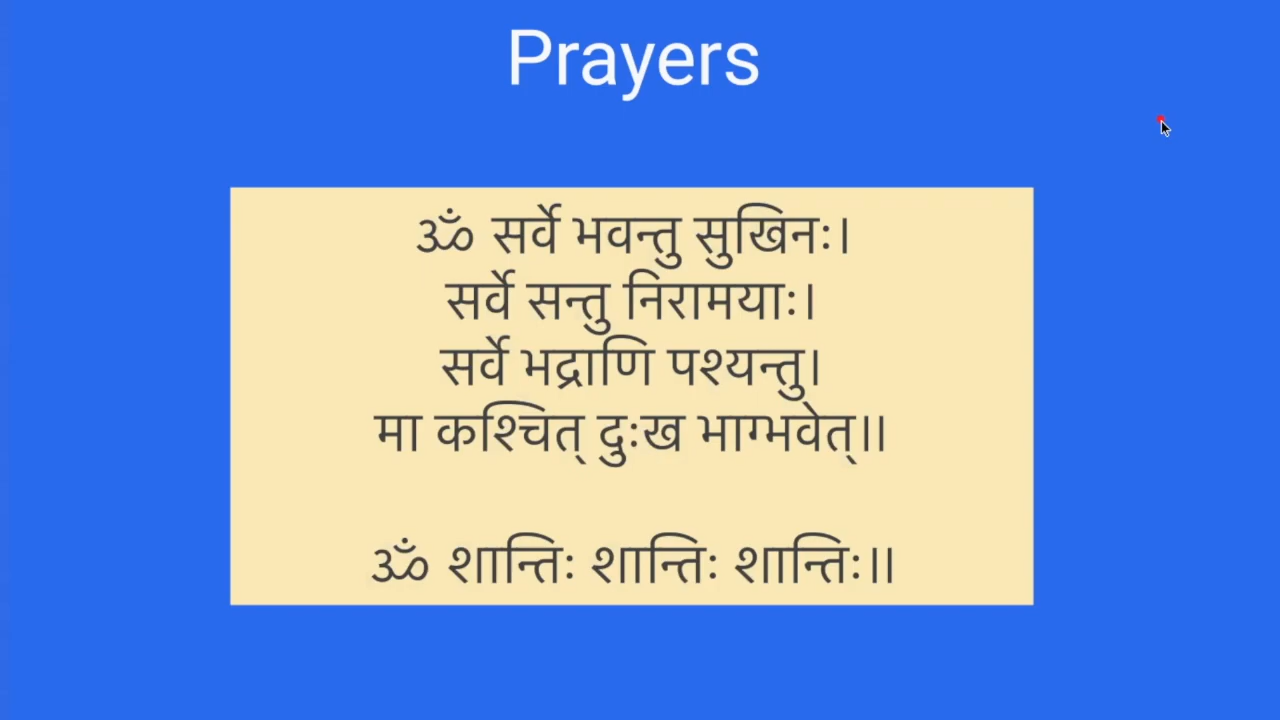 Prayers
ॐ सर्वे भवन्तु सुखिनः।
सर्वे सन्तु निरामयाः।
सर्वे भद्राणि पश्यन्तु।
मा कश्चित् दुःख भाग्भवेत्॥

ॐ शान्तिः शान्तिः शान्तिः॥